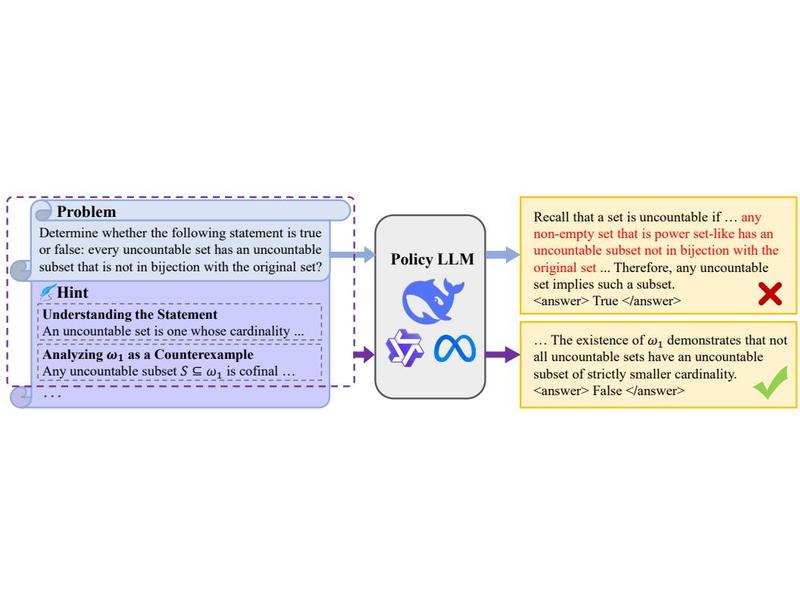 Problem
Determine whether the following statement is true
or false: every uncountable set has an uncountable
subset that is not in bijection with the original set?
Hint
Understanding the Statement
An uncountable set is one whose cardinality ...
Analyzing ω₁ as a Counterexample
Any uncountable subset S ⊆ ω₁ is cofinal …
...
Policy LLM
Recall that a set is uncountable if … any
non-empty set that is power set-like has an
uncountable subset not in bijection with the
original set ... Therefore, any uncountable
set implies such a subset.
<answer> True </answer>
… The existence of ω₁ demonstrates that not
all uncountable sets have an uncountable
subset of strictly smaller cardinality.
<answer> False </answer>